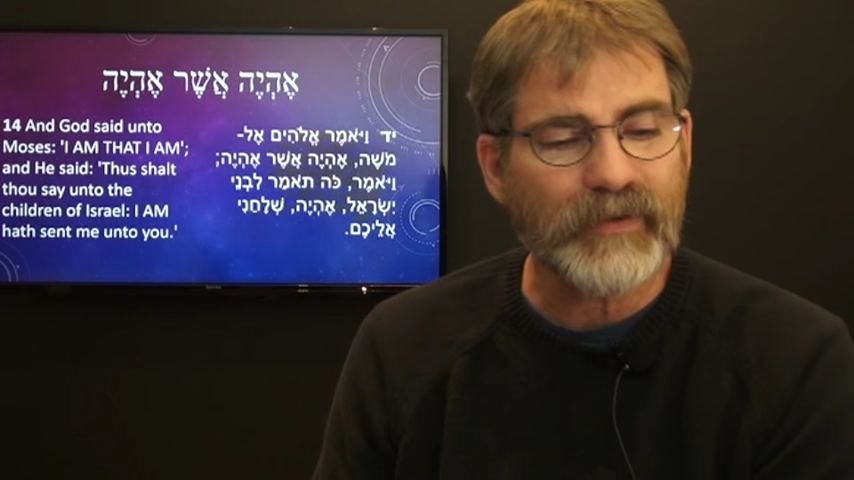 אֶהְיֶה אֲשֶׁר אֶהְיֶה
14 And God said unto
Moses: 'I AM THAT I AM';
and He said: 'Thus shalt
thou say unto the
children of Israel: I AM
hath sent me unto you.'
יד וַיֹּאמֶר אֱלֹהִים אֶל-
מֹשֶׁה, אֶהְיֶה אֲשֶׁר אֶהְיֶה;
וַיֹּאמֶר, כֹּה תֹאמַר לִבְנֵי
יִשְׂרָאֵל, אֶהְיֶה, שְׁלָחַנִי
אֲלֵיכֶם.